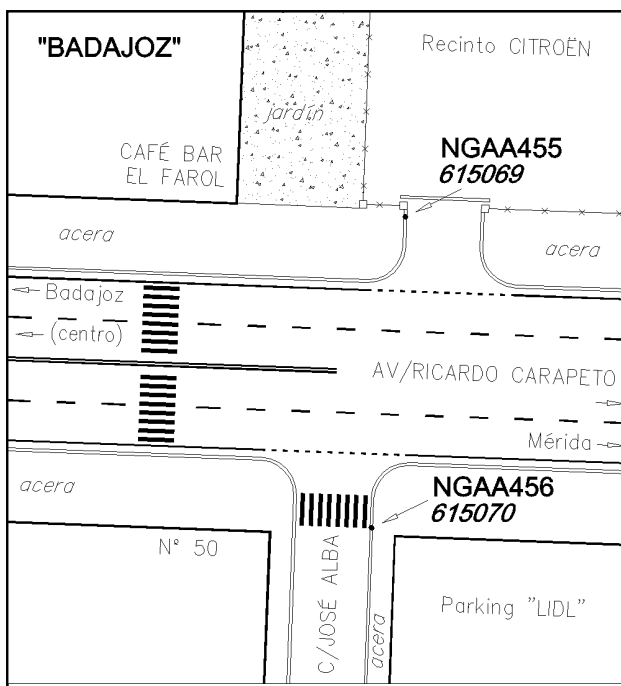 "BADAJOZ"
Recinto CITROËN
jardín
CAFÉ BAR
EL FAROL
NGAA455
615069
acera
acera
Badajoz
(centro)
AV/RICARDO CARAPETO
Mérida
acera
NGAA456
615070
N° 50
C/JOSÉ ALBA
acera
Parking "LIDL"